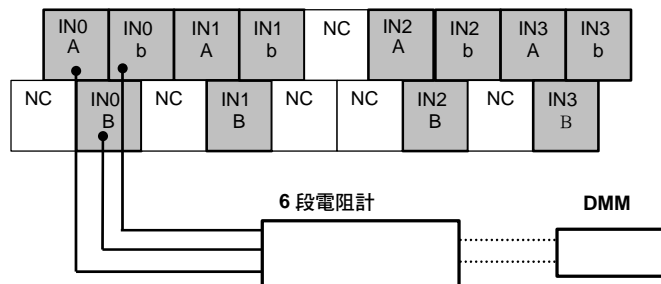 IN0 IN0 IN1 IN1 NC IN2 IN2 IN3 IN3
A b A b A b A b
NC IN0 NC IN1 NC NC IN2 NC IN3
B B B B
6 段電阻計 DMM